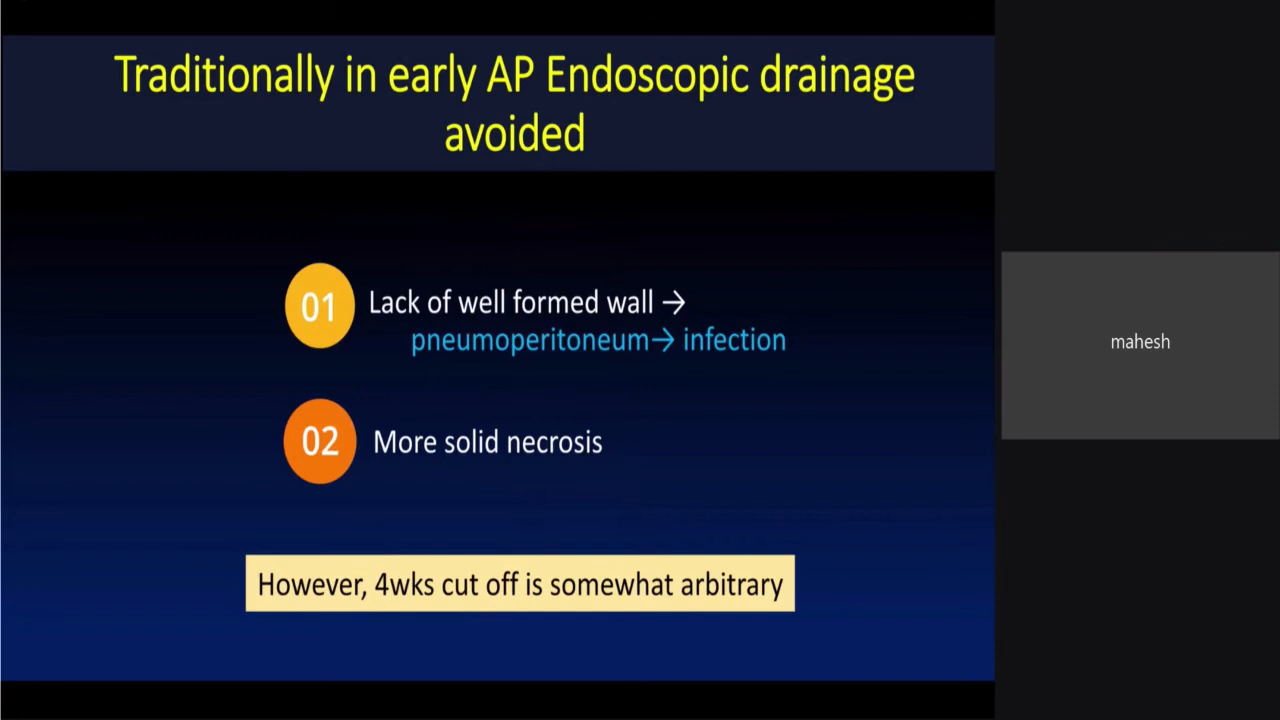 Traditionally in early AP Endoscopic drainage
avoided
01
Lack of well formed wall →
pneumoperitoneum→ infection
02
More solid necrosis
However, 4wks cut off is somewhat arbitrary
mahesh